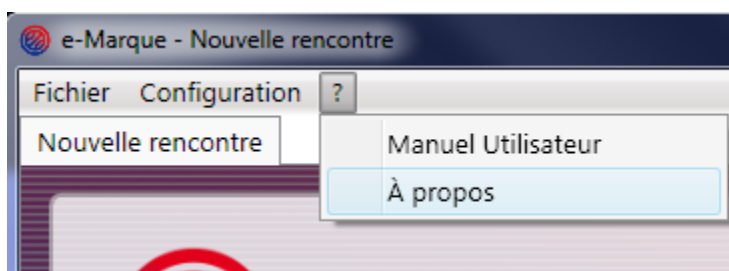 e-Marque - Nouvelle rencontre
Fichier Configuration ?
Nouvelle rencontre
Manuel Utilisateur
À propos